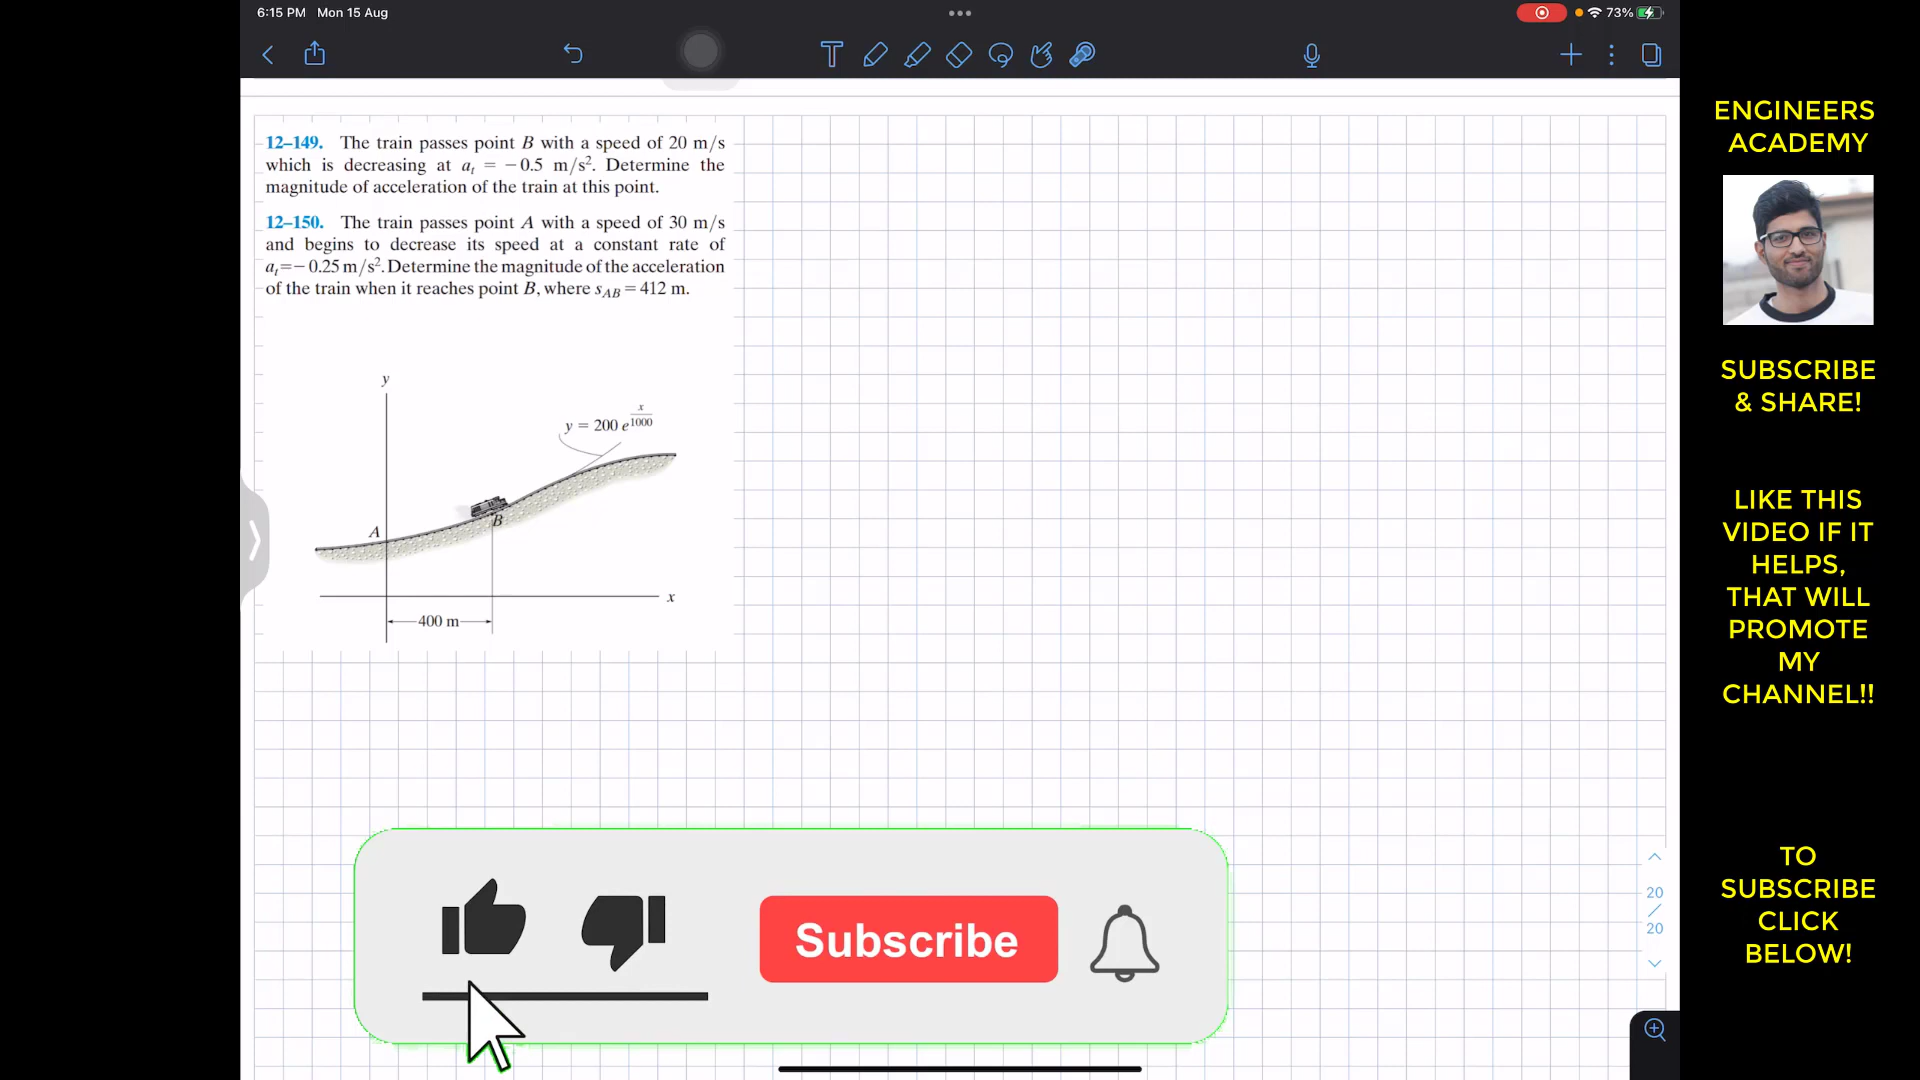 6:15 PM Mon 15 Aug
73%
12–149. The train passes point B with a speed of 20 m/s
which is decreasing at aₜ = −0.5 m/s². Determine the
magnitude of acceleration of the train at this point.
12–150. The train passes point A with a speed of 30 m/s
and begins to decrease its speed at a constant rate of
aₜ=− 0.25 m/s². Determine the magnitude of the acceleration
of the train when it reaches point B, where s_AB = 412 m.
y
y = 200 e^(x/1000)
A
B
x
400 m
Subscribe
20
/
20
ENGINEERS
ACADEMY
SUBSCRIBE
& SHARE!
LIKE THIS
VIDEO IF IT
HELPS,
THAT WILL
PROMOTE
MY
CHANNEL!!
TO
SUBSCRIBE
CLICK
BELOW!